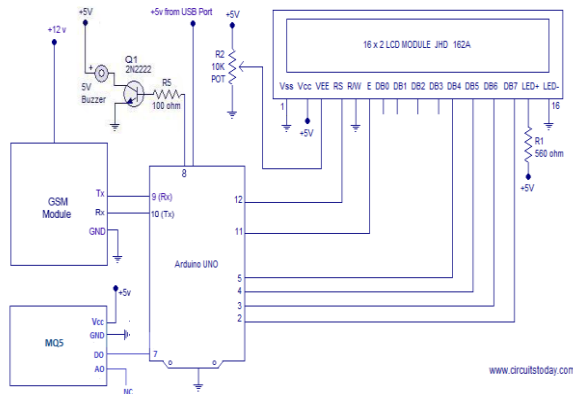 +5v from USB Port
+5V
+12 v
Q1
2N2222
5V
Buzzer
+
R5
100 ohm
+5V
R2
10K
POT
16 x 2 LCD MODULE JHD 162A
Vss Vcc VEE RS R/W E DB0 DB1 DB2 DB3 DB4 DB5 DB6 DB7 LED+ LED-
1
16
+5V
R1
560 ohm
+5V
8
GSM
Module
Tx
Rx
GND
9 (Rx)
10 (Tx)
12
11
Arduino UNO
5
4
3
2
+5v
MQ5
Vcc
GND
DO
AO
7
NC
www.circuitstoday.com